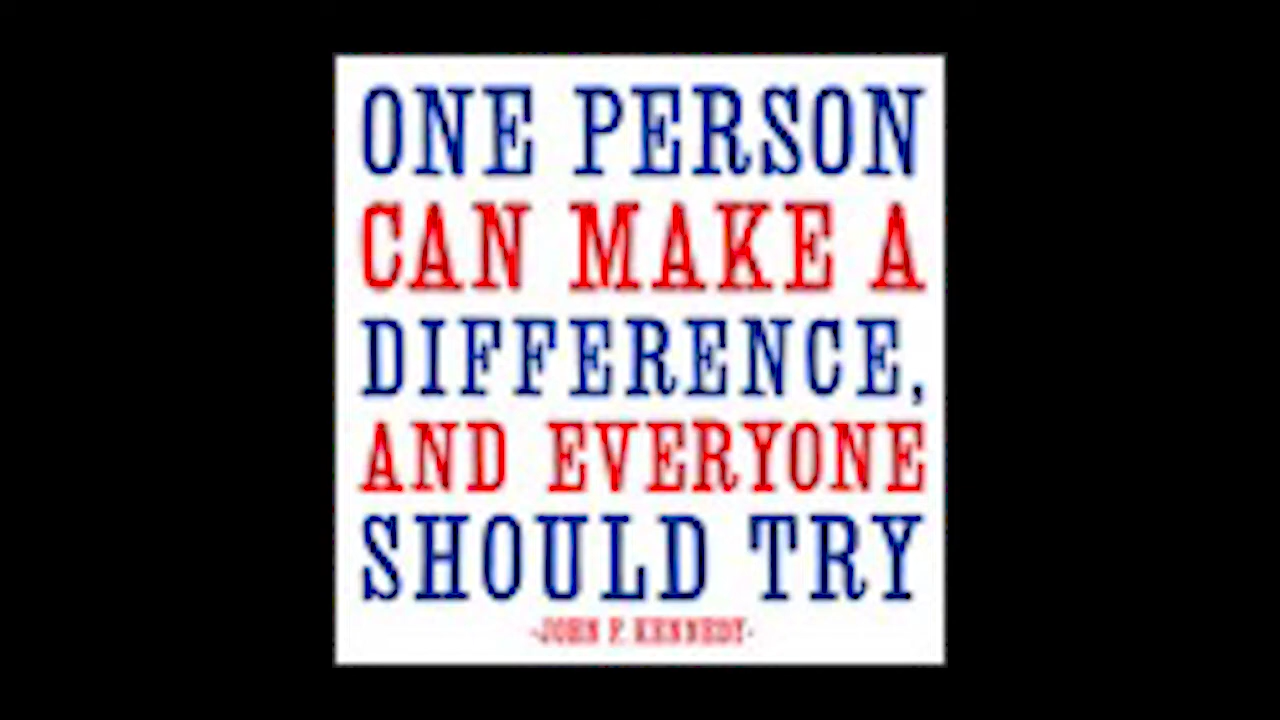 ONE PERSON
CAN MAKE A
DIFFERENCE,
AND EVERYONE
SHOULD TRY
-JOHN F. KENNEDY-